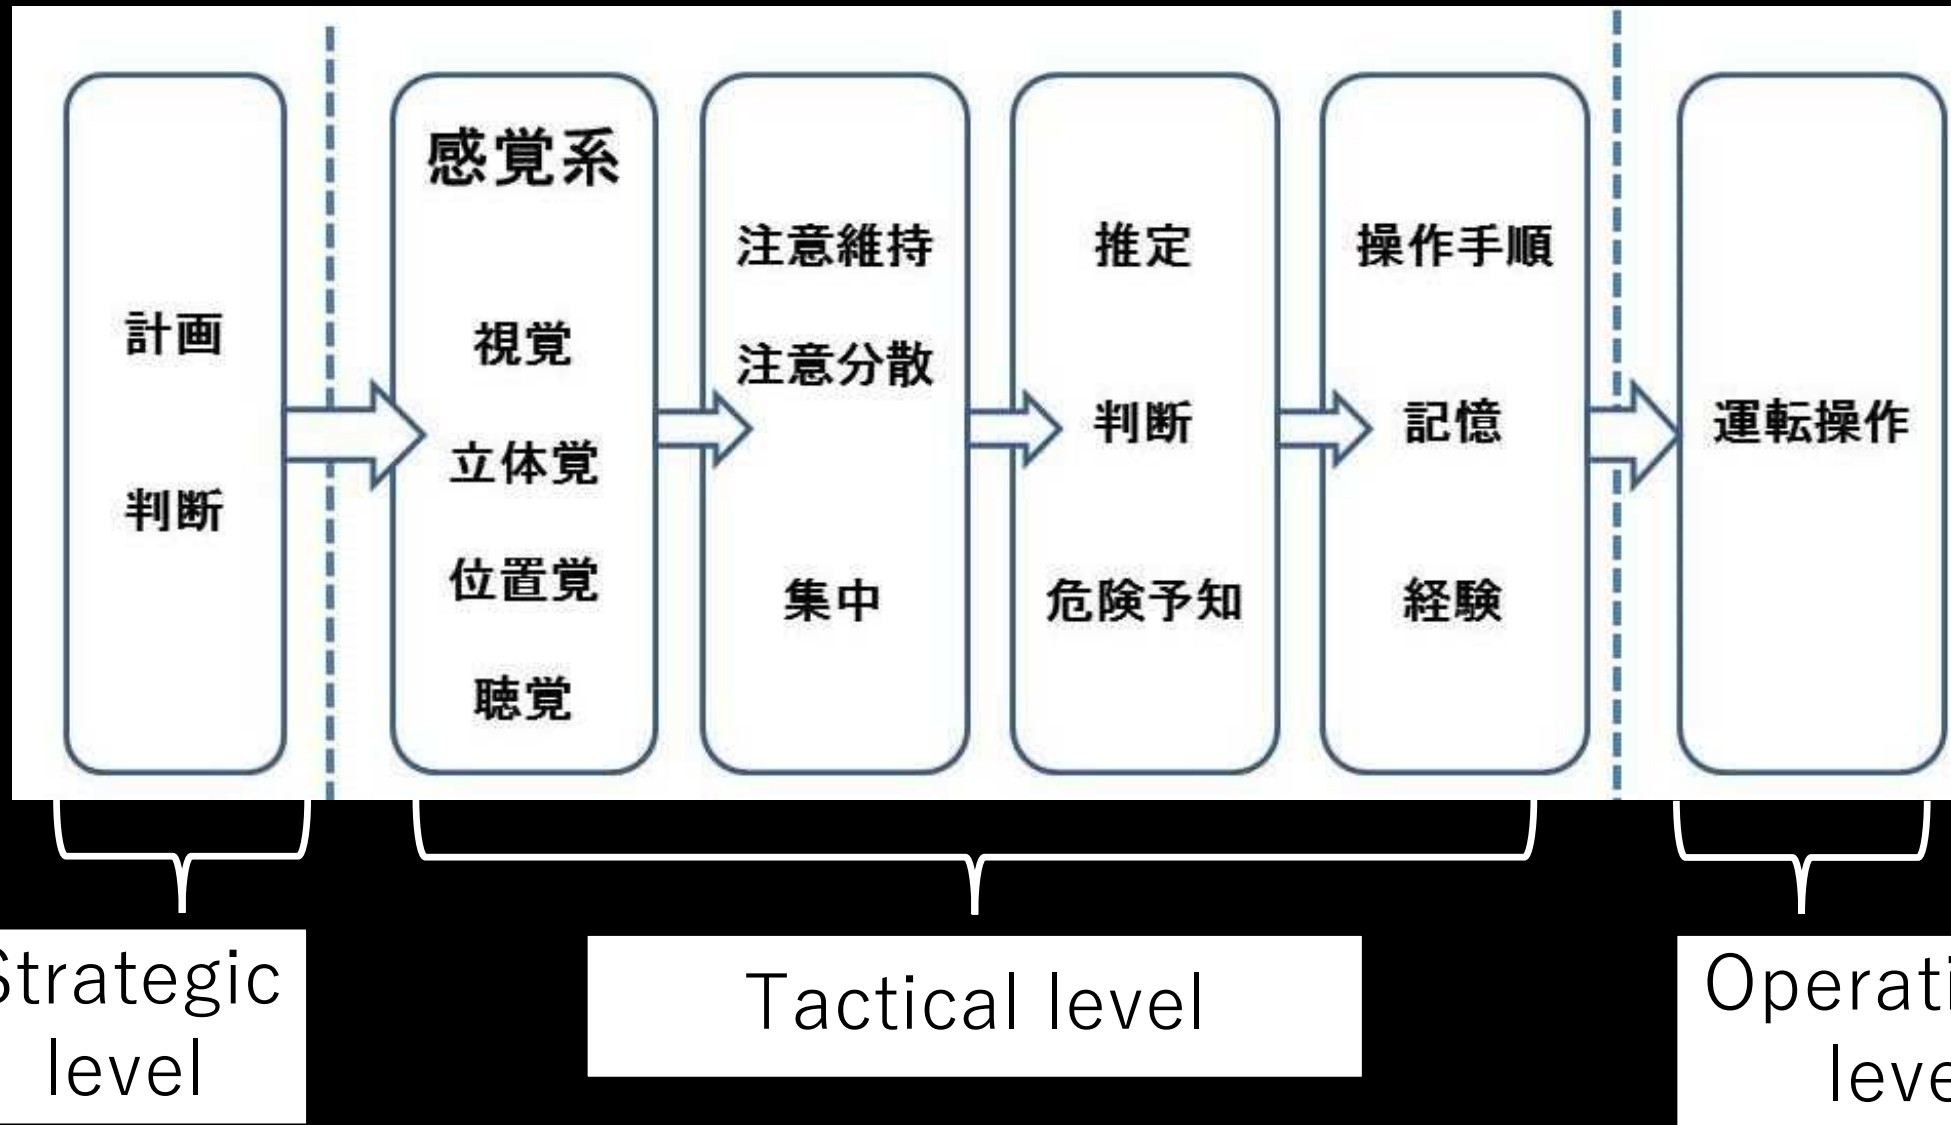 計画
判断
感覚系
視覚
立体覚
位置覚
聴覚
注意維持
注意分散
集中
推定
判断
危険予知
操作手順
記憶
経験
運転操作
Strategic
level
Tactical level